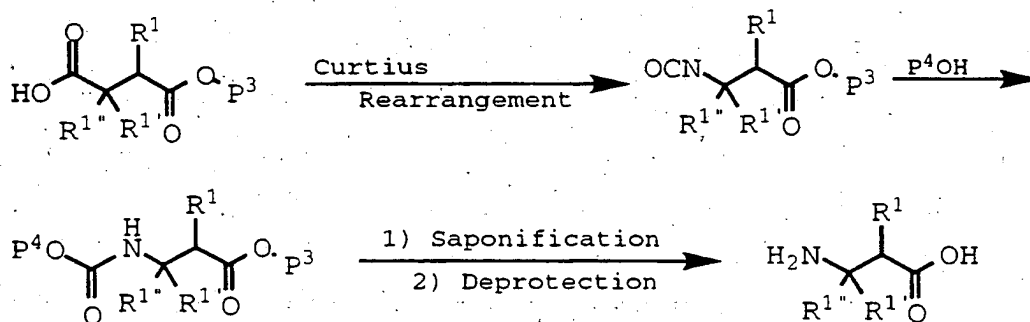 O R¹ HO O-P³ R¹" R¹' O
Curtius
Rearrangement
OCN R¹ O-P³ R¹" R¹' O
P⁴OH
P⁴O H N R¹ O-P³ O R¹" R¹' O
1) Saponification
2) Deprotection
H₂N R¹ OH R¹" R¹' O